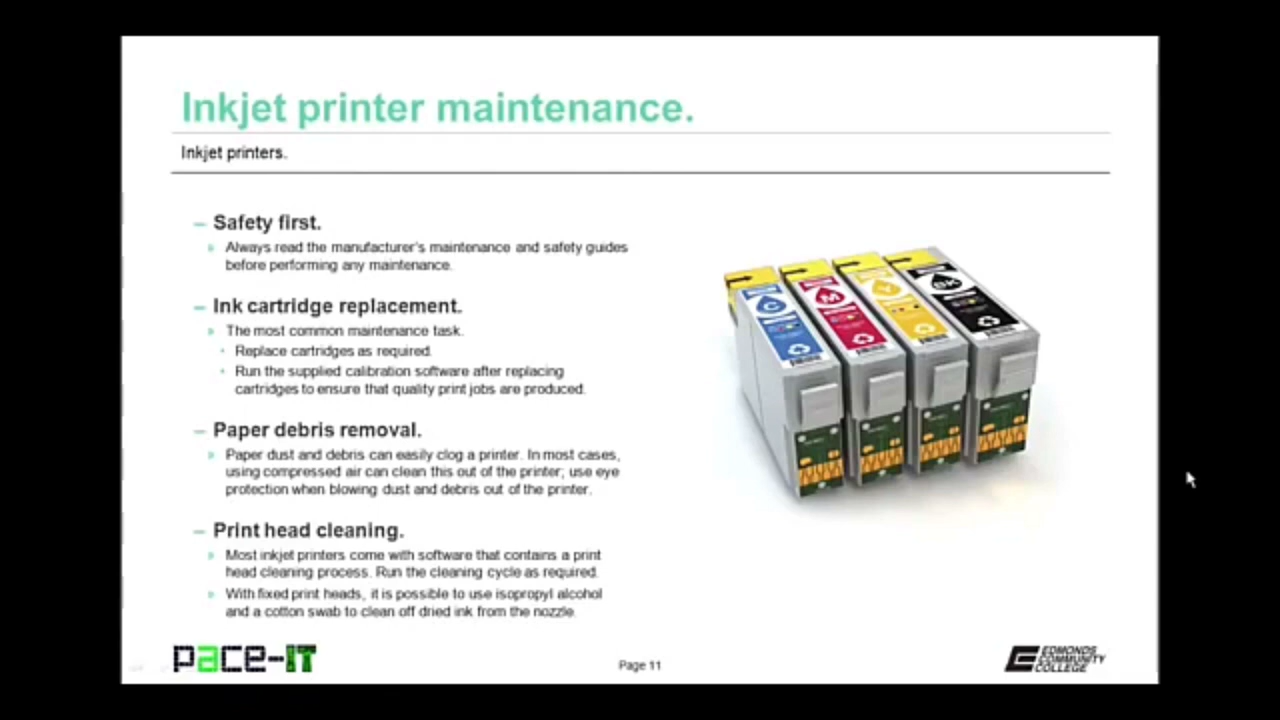 Inkjet printer maintenance.
Inkjet printers.
– Safety first.
» Always read the manufacturer's maintenance and safety guides
before performing any maintenance.
– Ink cartridge replacement.
» The most common maintenance task.
• Replace cartridges as required.
• Run the supplied calibration software after replacing
cartridges to ensure that quality print jobs are produced.
– Paper debris removal.
» Paper dust and debris can easily clog a printer. In most cases,
using compressed air can clean this out of the printer; use eye
protection when blowing dust and debris out of the printer.
– Print head cleaning.
» Most inkjet printers come with software that contains a print
head cleaning process. Run the cleaning cycle as required.
» With fixed print heads, it is possible to use isopropyl alcohol
and a cotton swab to clean off dried ink from the nozzle.
C
M
Y
BK
pace-IT
Page 11
EDMONDS
COMMUNITY
COLLEGE